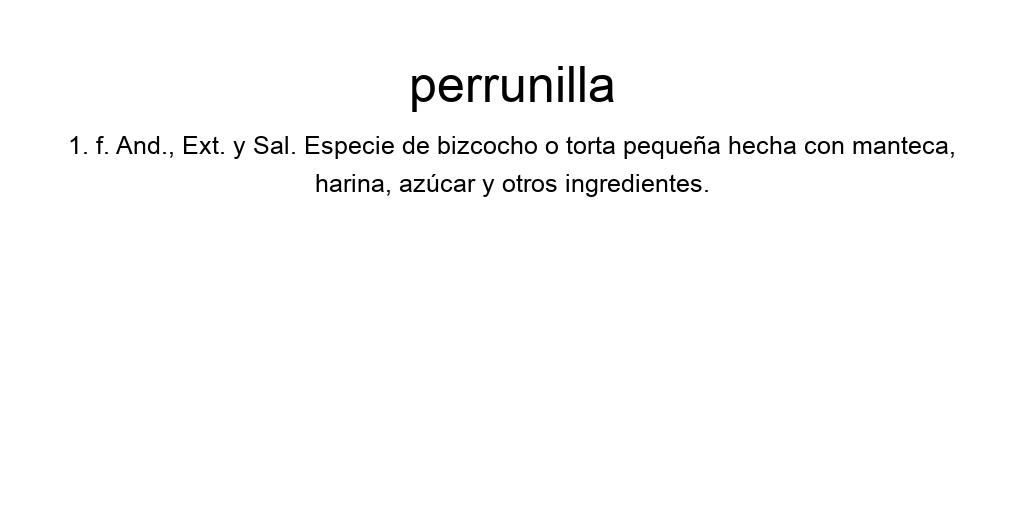 perrunilla
1. f. And., Ext. y Sal. Especie de bizcocho o torta pequeña hecha con manteca,
harina, azúcar y otros ingredientes.